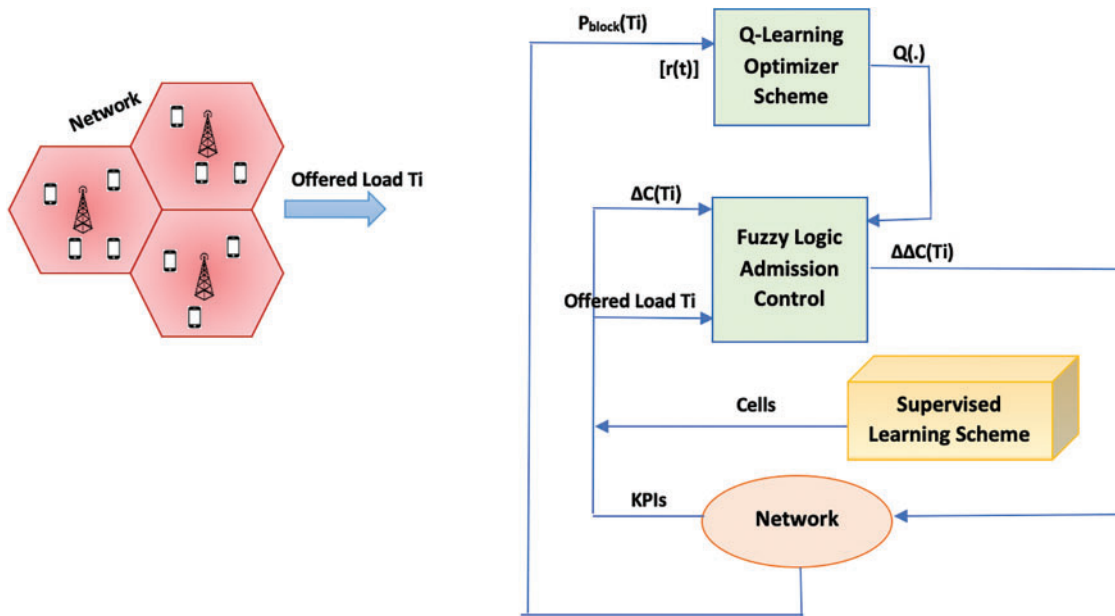 Network
Offered Load Ti
P_block(Ti)
[r(t)]
Q-Learning
Optimizer
Scheme
Q(.)
ΔC(Ti)
Offered Load Ti
Fuzzy Logic
Admission
Control
ΔΔC(Ti)
Cells
Supervised
Learning Scheme
KPIs
Network